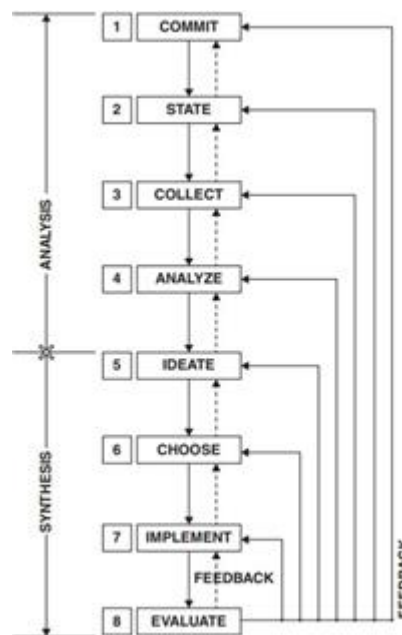 1 COMMIT
2 STATE
3 COLLECT
ANALYSIS
4 ANALYZE
5 IDEATE
6 CHOOSE
SYNTHESIS
7 IMPLEMENT
FEEDBACK
8 EVALUATE
FEEDBACK